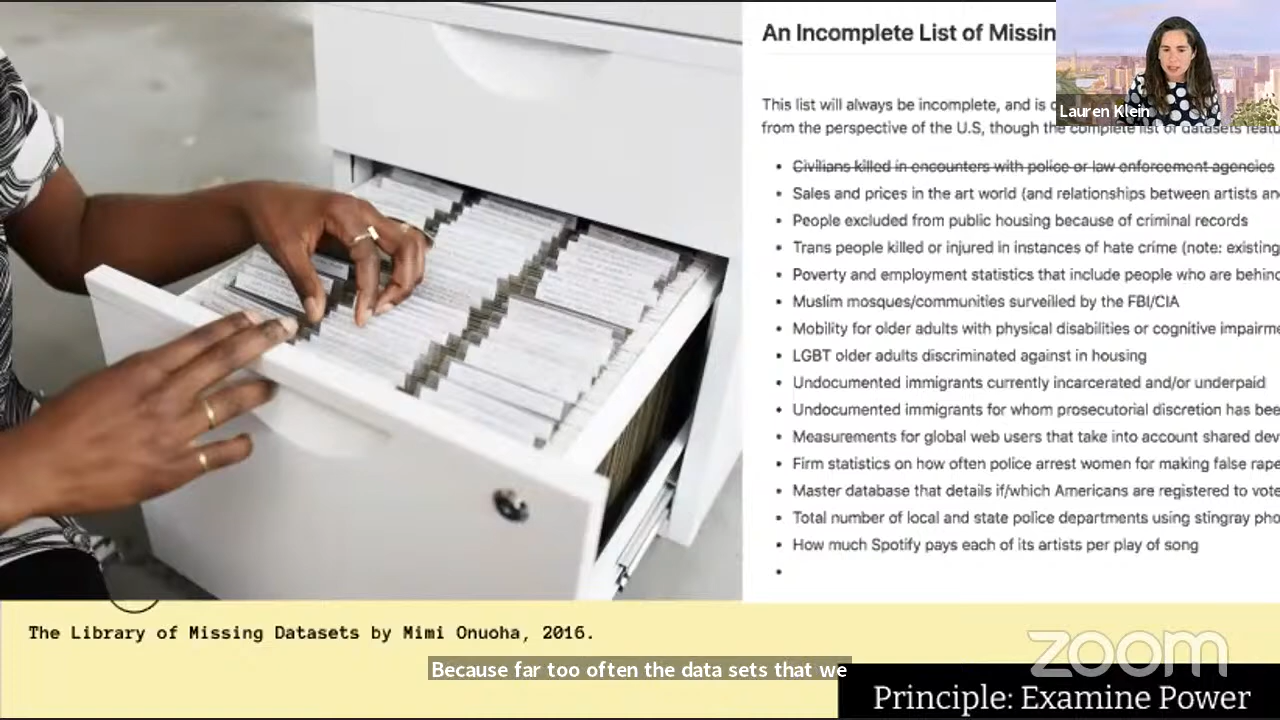 An Incomplete List of Missin
This list will always be incomplete, and is
from the perspective of the U.S, though the complete list of datasets
• Civilians killed in encounters with police or law enforcement agencies
• Sales and prices in the art world (and relationships between artists an
• People excluded from public housing because of criminal records
• Trans people killed or injured in instances of hate crime (note: existing
• Poverty and employment statistics that include people who are behind
• Muslim mosques/communities surveilled by the FBI/CIA
• Mobility for older adults with physical disabilities or cognitive impairme
• LGBT older adults discriminated against in housing
• Undocumented immigrants currently incarcerated and/or underpaid
• Undocumented immigrants for whom prosecutorial discretion has bee
• Measurements for global web users that take into account shared dev
• Firm statistics on how often police arrest women for making false rape
• Master database that details if/which Americans are registered to vote
• Total number of local and state police departments using stingray pho
• How much Spotify pays each of its artists per play of song
•
Lauren Klein
The Library of Missing Datasets by Mimi Onuoha, 2016.
Because far too often the data sets that we
zoom
Principle: Examine Power